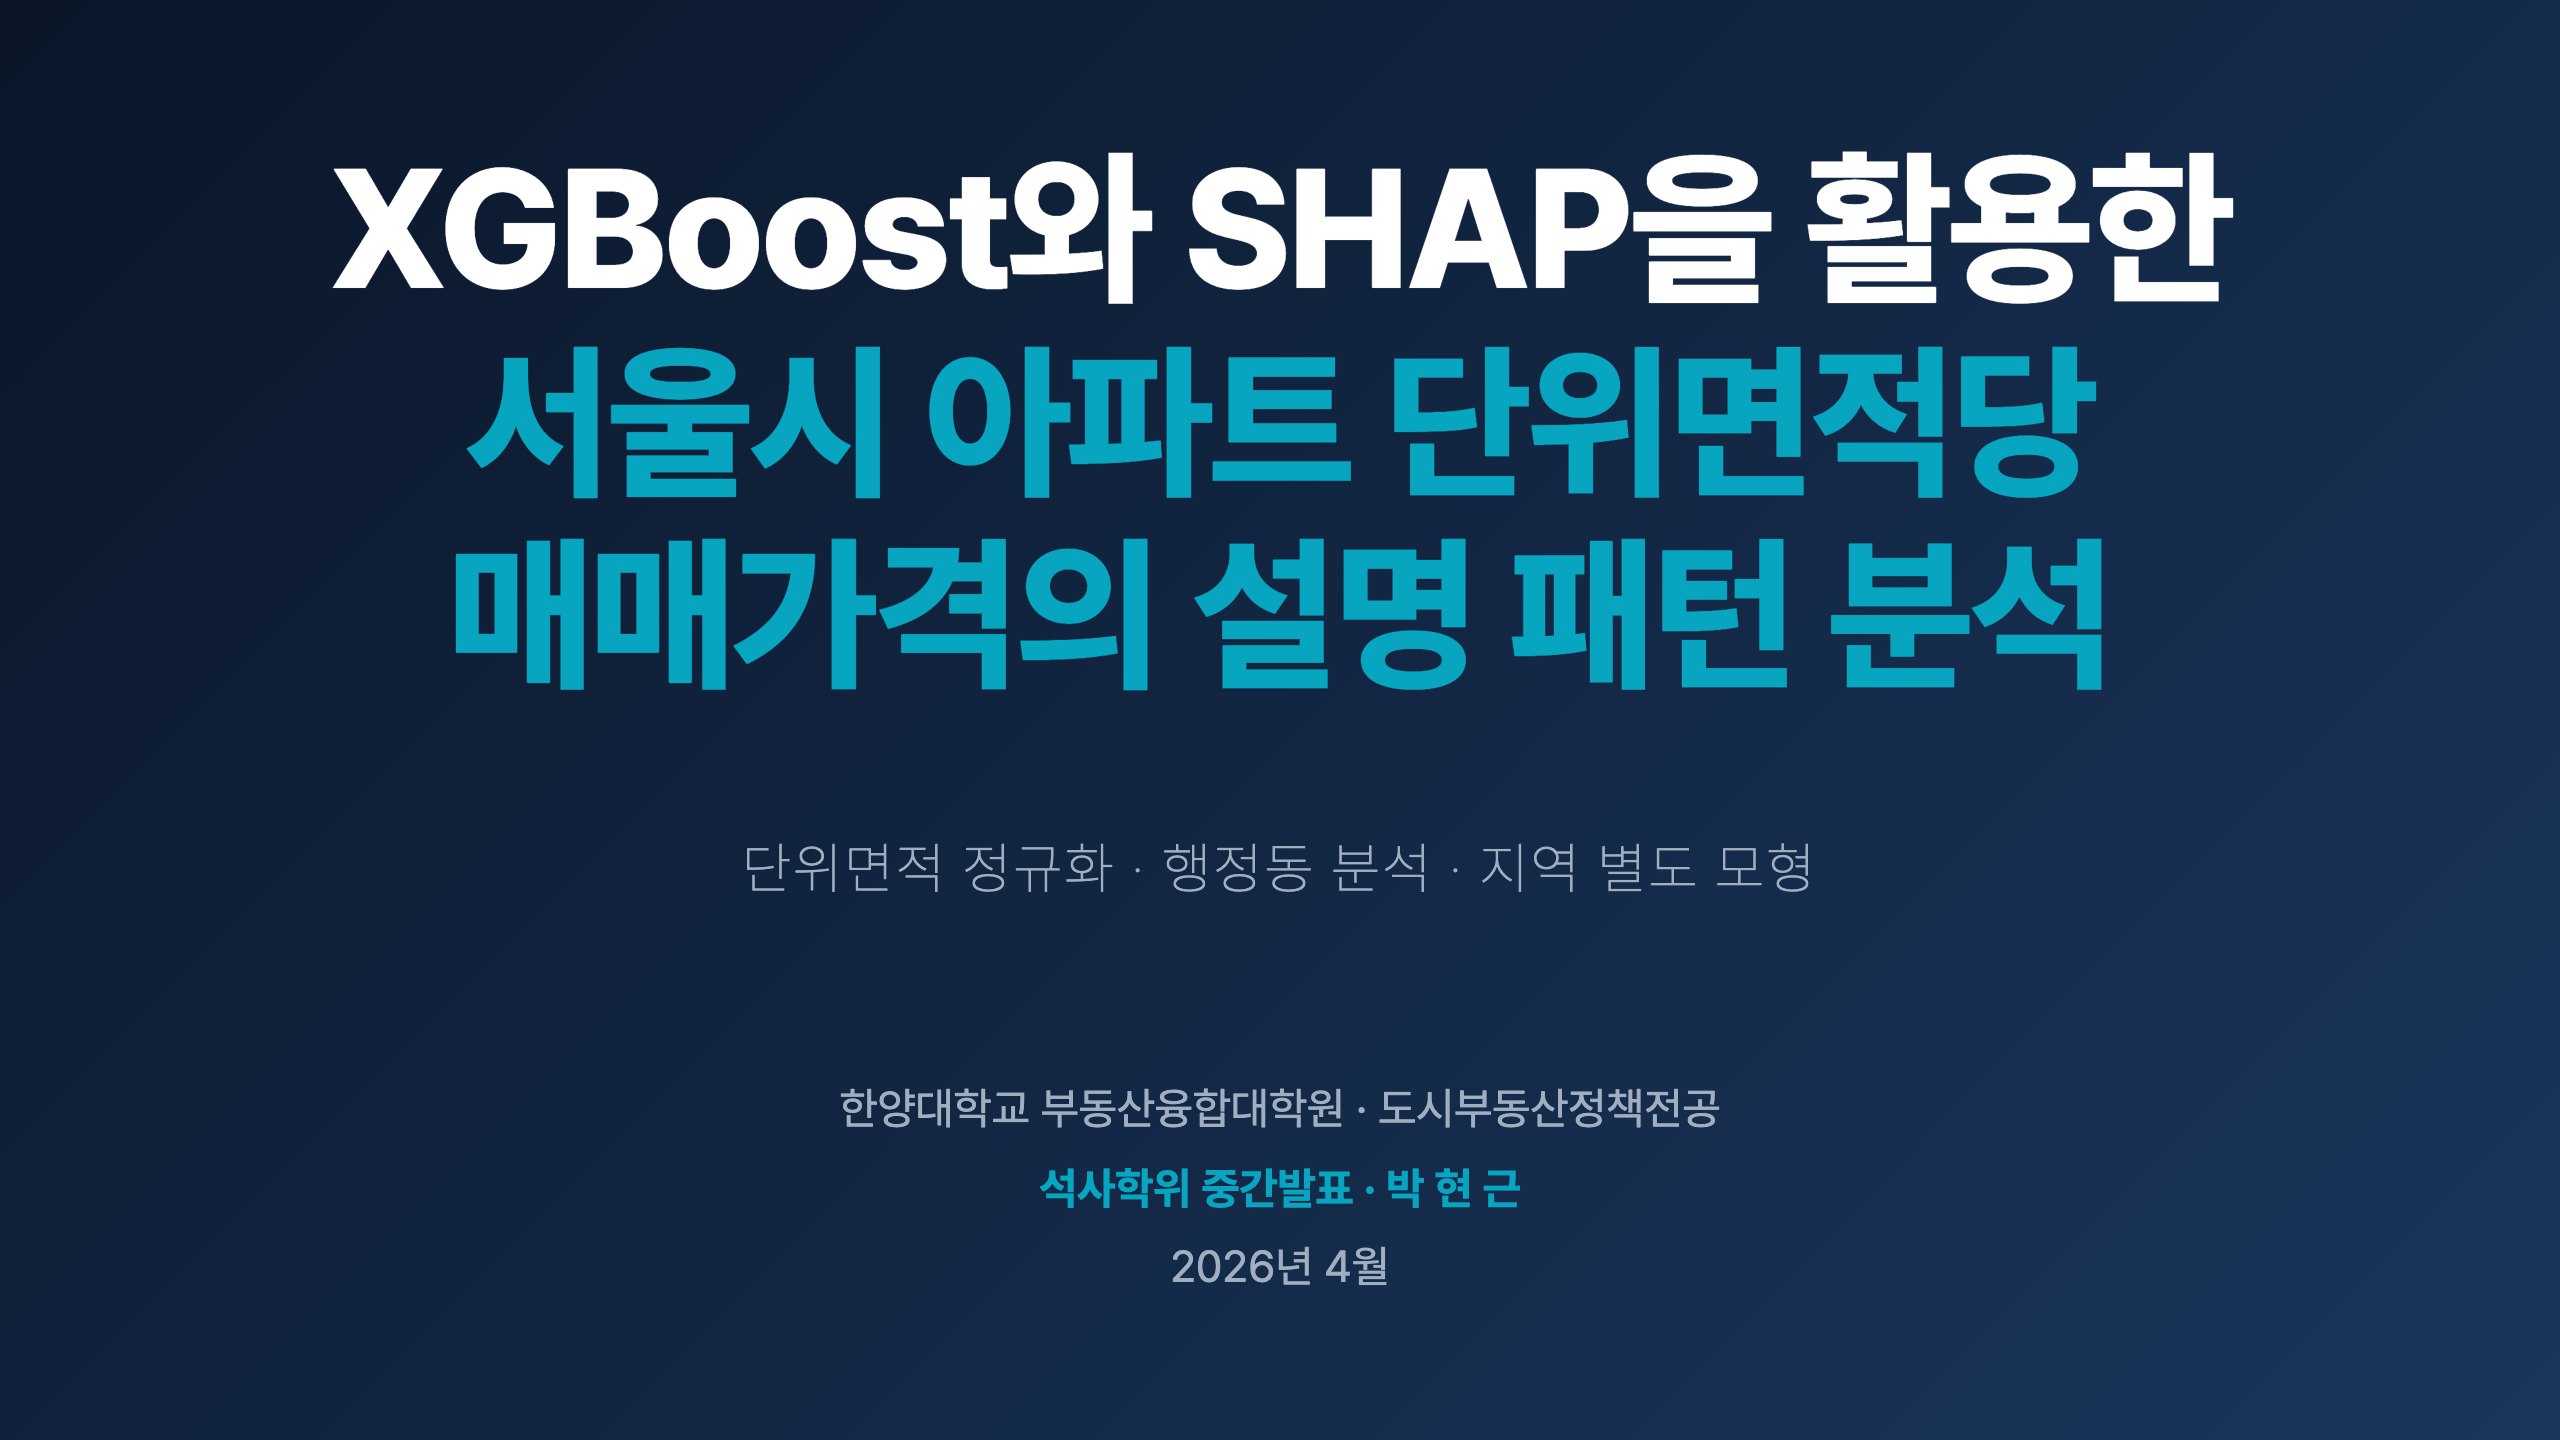 XGBoost와 SHAP을 활용한
서울시 아파트 단위면적당
매매가격의 설명 패턴 분석
단위면적 정규화 · 행정동 분석 · 지역 별도 모형
한양대학교 부동산융합대학원 · 도시부동산정책전공
석사학위 중간발표 · 박 현 근
2026년 4월